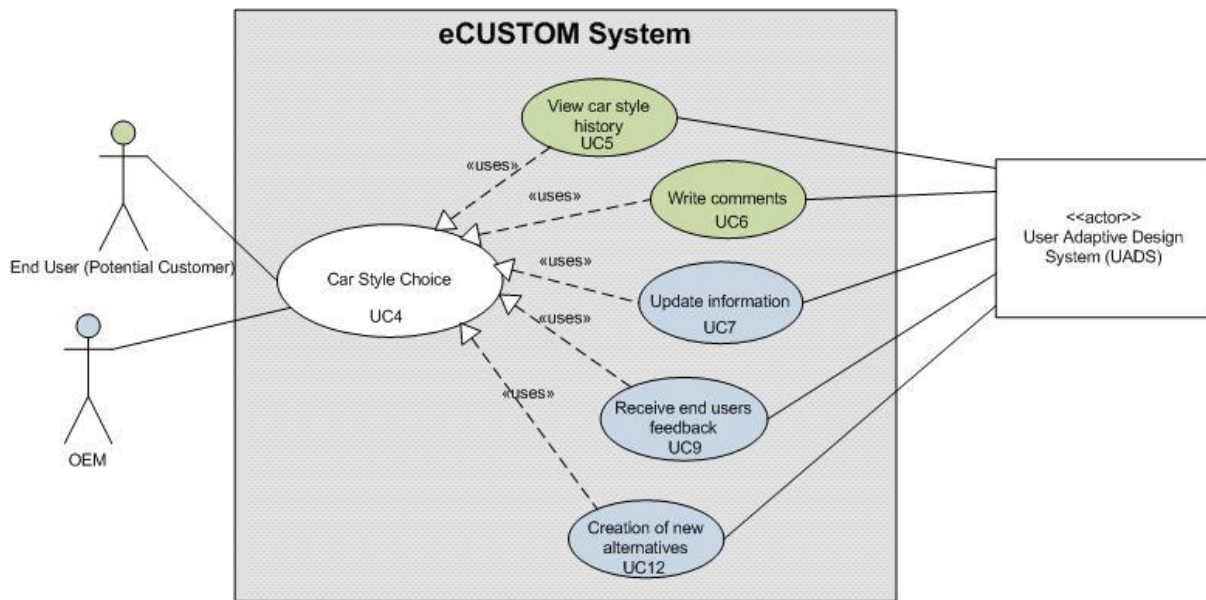 eCUSTOM System
View car style
history
UC5
«uses»
«uses»
Write comments
UC6
<<actor>>
User Adaptive Design
System (UADS)
End User (Potential Customer)
Car Style Choice
UC4
«uses»
Update information
UC7
«uses»
«uses»
Receive end users
feedback
UC9
OEM
Creation of new
alternatives
UC12